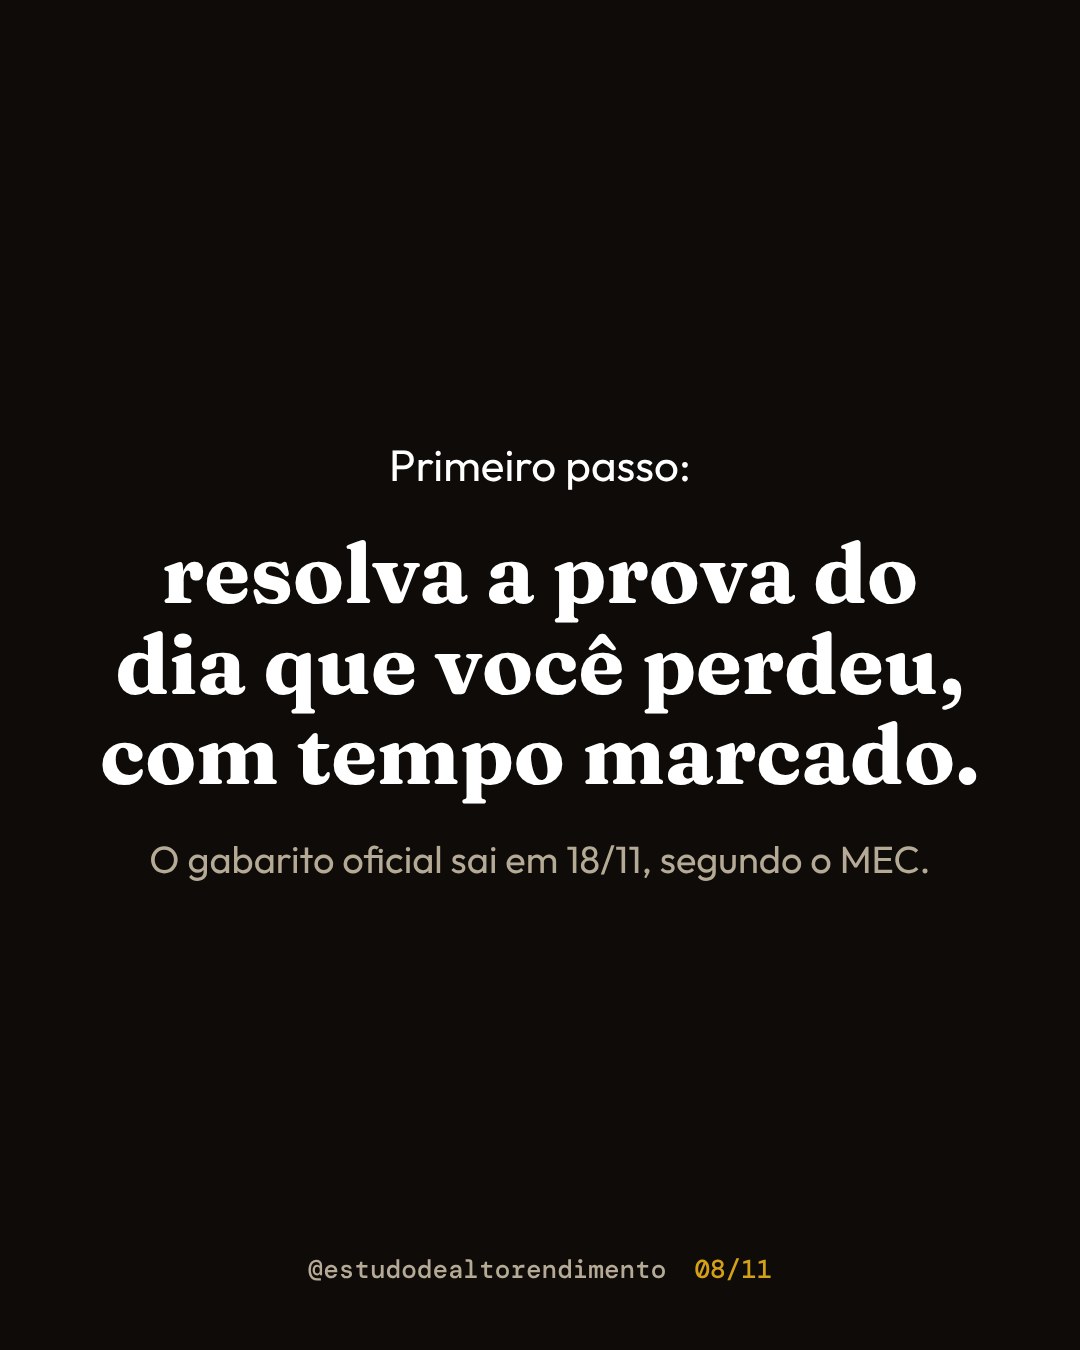 Primeiro passo:
resolva a prova do
dia que você perdeu,
com tempo marcado.
O gabarito oficial sai em 18/11, segundo o MEC.
@estudodealtorendimento 08/11